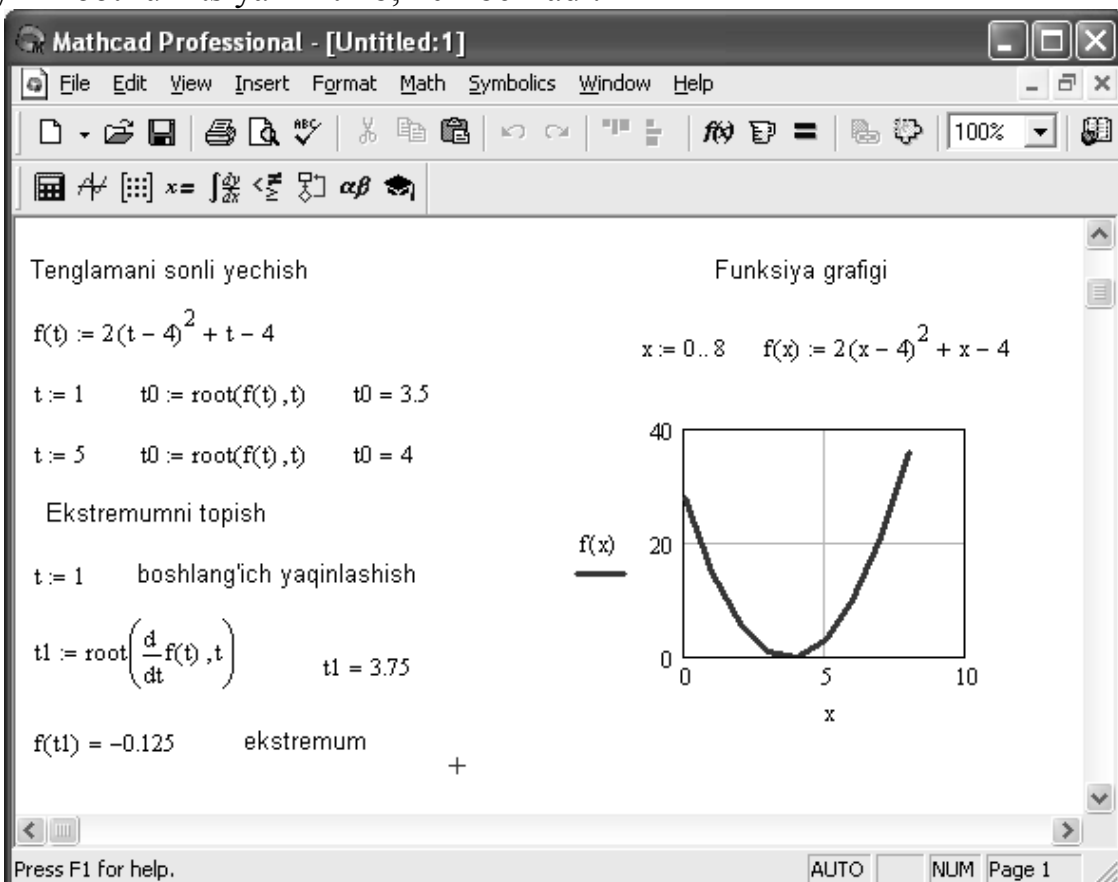 Mathcad Professional - [Untitled:1]
File Edit View Insert Format Math Symbolics Window Help
100%
Tenglamani sonli yechish
f(t) := 2(t − 4)² + t − 4
t := 1 t0 := root(f(t) ,t) t0 = 3.5
t := 5 t0 := root(f(t) ,t) t0 = 4
Ekstremumni topish
t := 1 boshlang'ich yaqinlashish
t1 := root(d/dt f(t) ,t) t1 = 3.75
f(t1) = −0.125 ekstremum
Funksiya grafigi
x := 0.. 8 f(x) := 2(x − 4)² + x − 4
40
f(x) 20
0
0 5 10
x
Press F1 for help. AUTO NUM Page 1